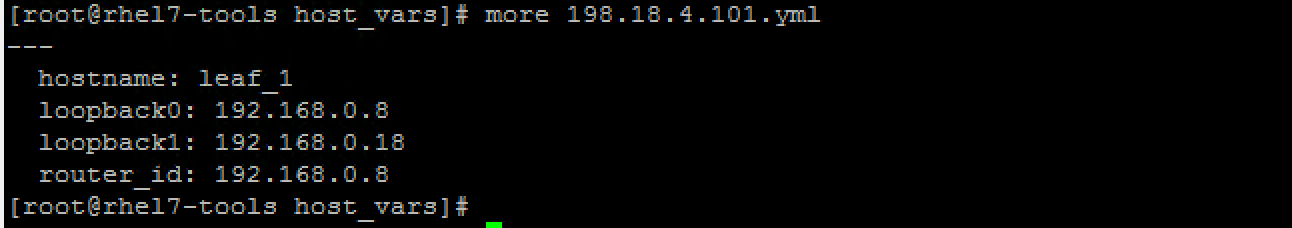 [root@rhel7-tools host_vars]# more 198.18.4.101.yml
---
  hostname: leaf_1
  loopback0: 192.168.0.8
  loopback1: 192.168.0.18
  router_id: 192.168.0.8
[root@rhel7-tools host_vars]#